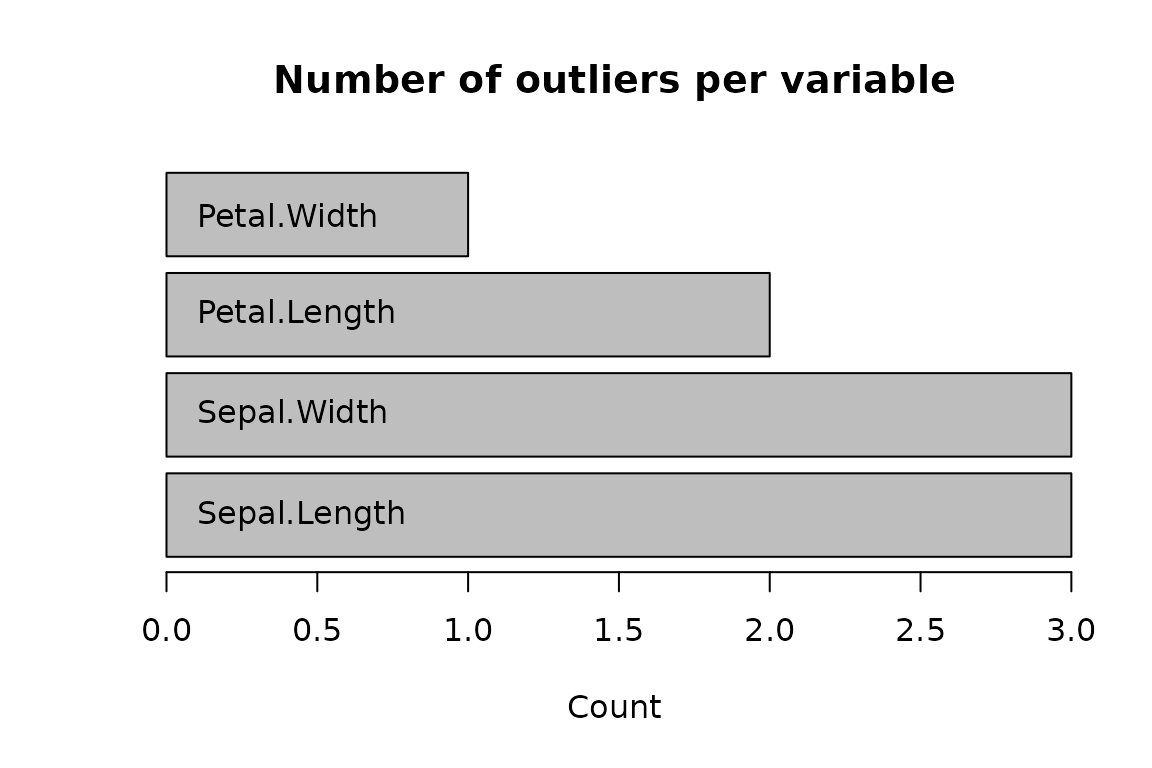 Number of outliers per variable
Petal.Width
Petal.Length
Sepal.Width
Sepal.Length
0.0 0.5 1.0 1.5 2.0 2.5 3.0
Count